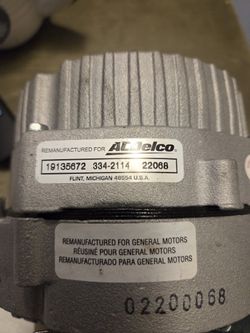 REMANUFACTURED FOR ACDelco
19135672 334-2114 22068
FLINT, MICHIGAN 48554 U.S.A.
REMANUFACTURED FOR GENERAL MOTORS
RÉUSINÉ POUR GENERAL MOTORS
REMANUFACTURADO PARA GENERAL MOTORS
02200068